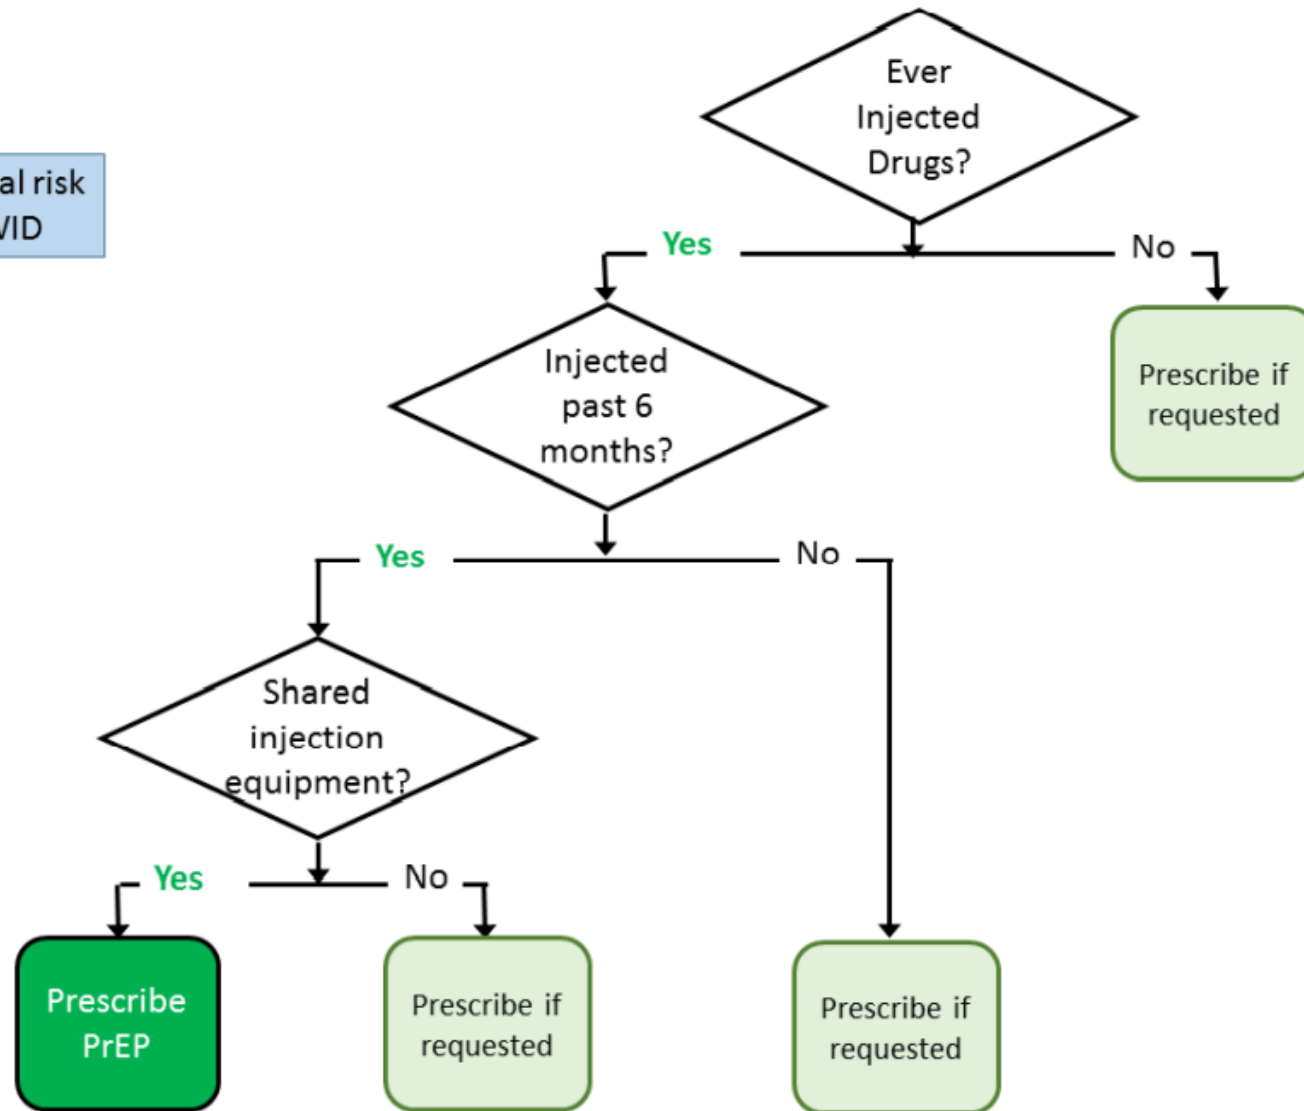 Ever
Injected
Drugs?
al risk
WID
Yes
No
Injected
past 6
months?
Prescribe if
requested
Yes
No
Shared
injection
equipment?
Yes
No
Prescribe
PrEP
Prescribe if
requested
Prescribe if
requested